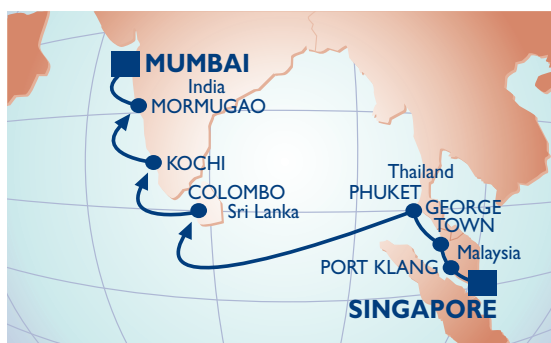 MUMBAI
India
MORMUGAO
KOCHI
COLOMBO
Sri Lanka
Thailand
PHUKET
GEORGE
TOWN
Malaysia
PORT KLANG
SINGAPORE